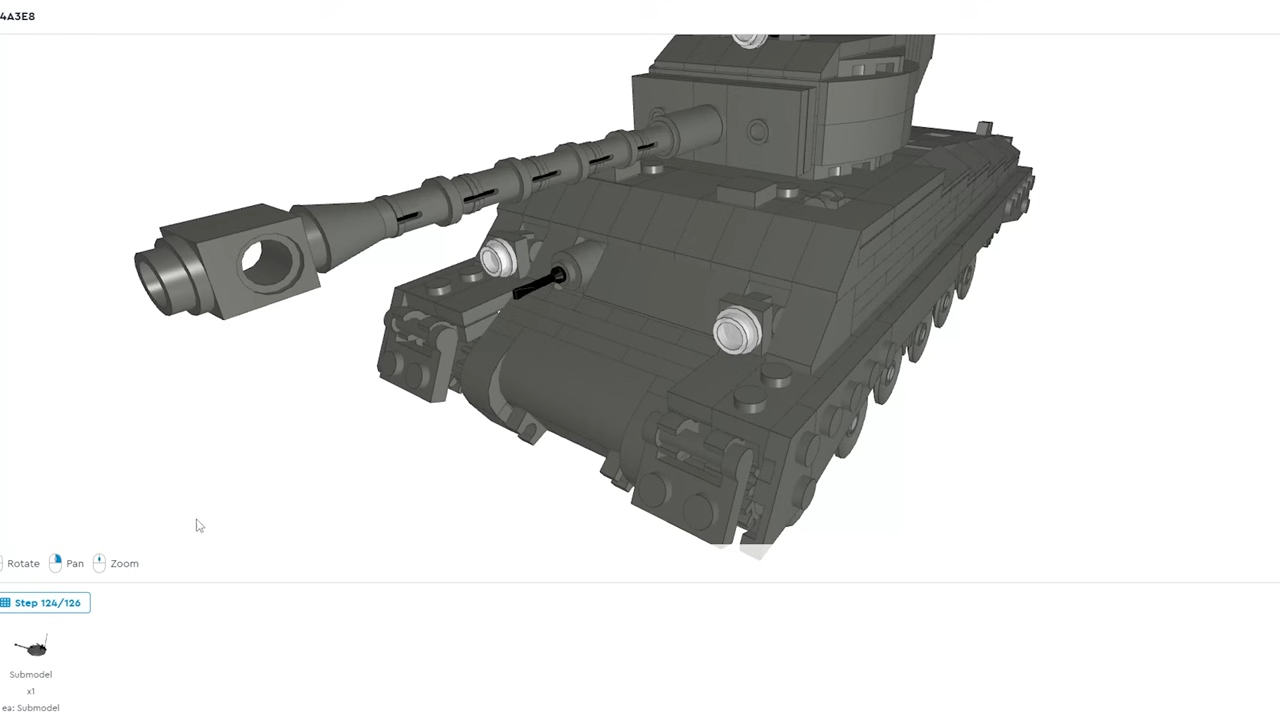 4A3E8
Rotate Pan Zoom
Step 124/126
Submodel
x1
ea: Submodel